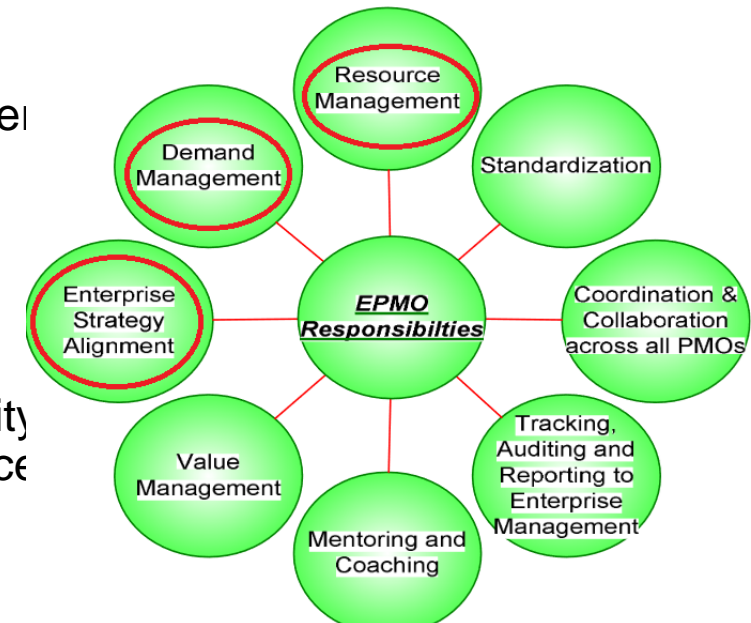 Resource
Management
Demand
Management
Standardization
Enterprise
Strategy
Alignment
EPMO
Responsibilties
Coordination &
Collaboration
across all PMOs
Value
Management
Tracking,
Auditing and
Reporting to
Enterprise
Management
Mentoring and
Coaching